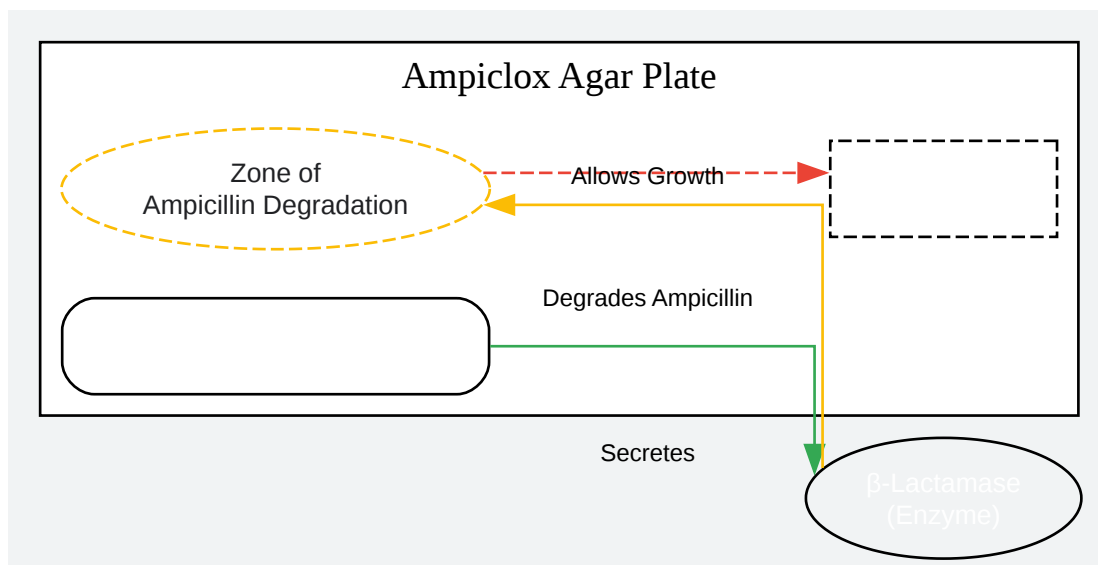 Ampiclox Agar Plate
Zone of
Ampicillin Degradation
Allows Growth
Degrades Ampicillin
Secretes
β-Lactamase
(Enzyme)